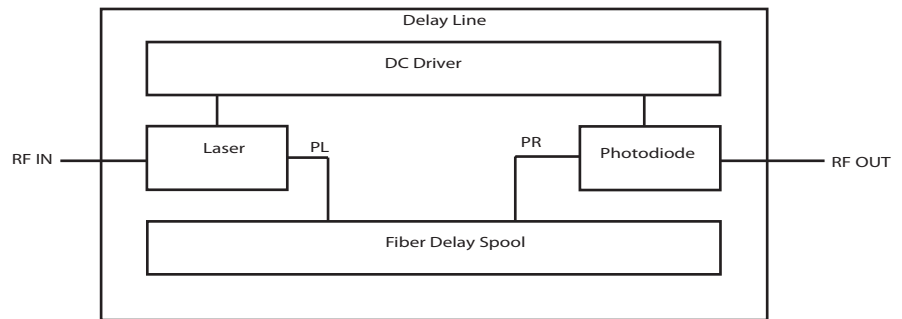 Delay Line
DC Driver
Laser
PL
PR
Photodiode
RF IN
RF OUT
Fiber Delay Spool